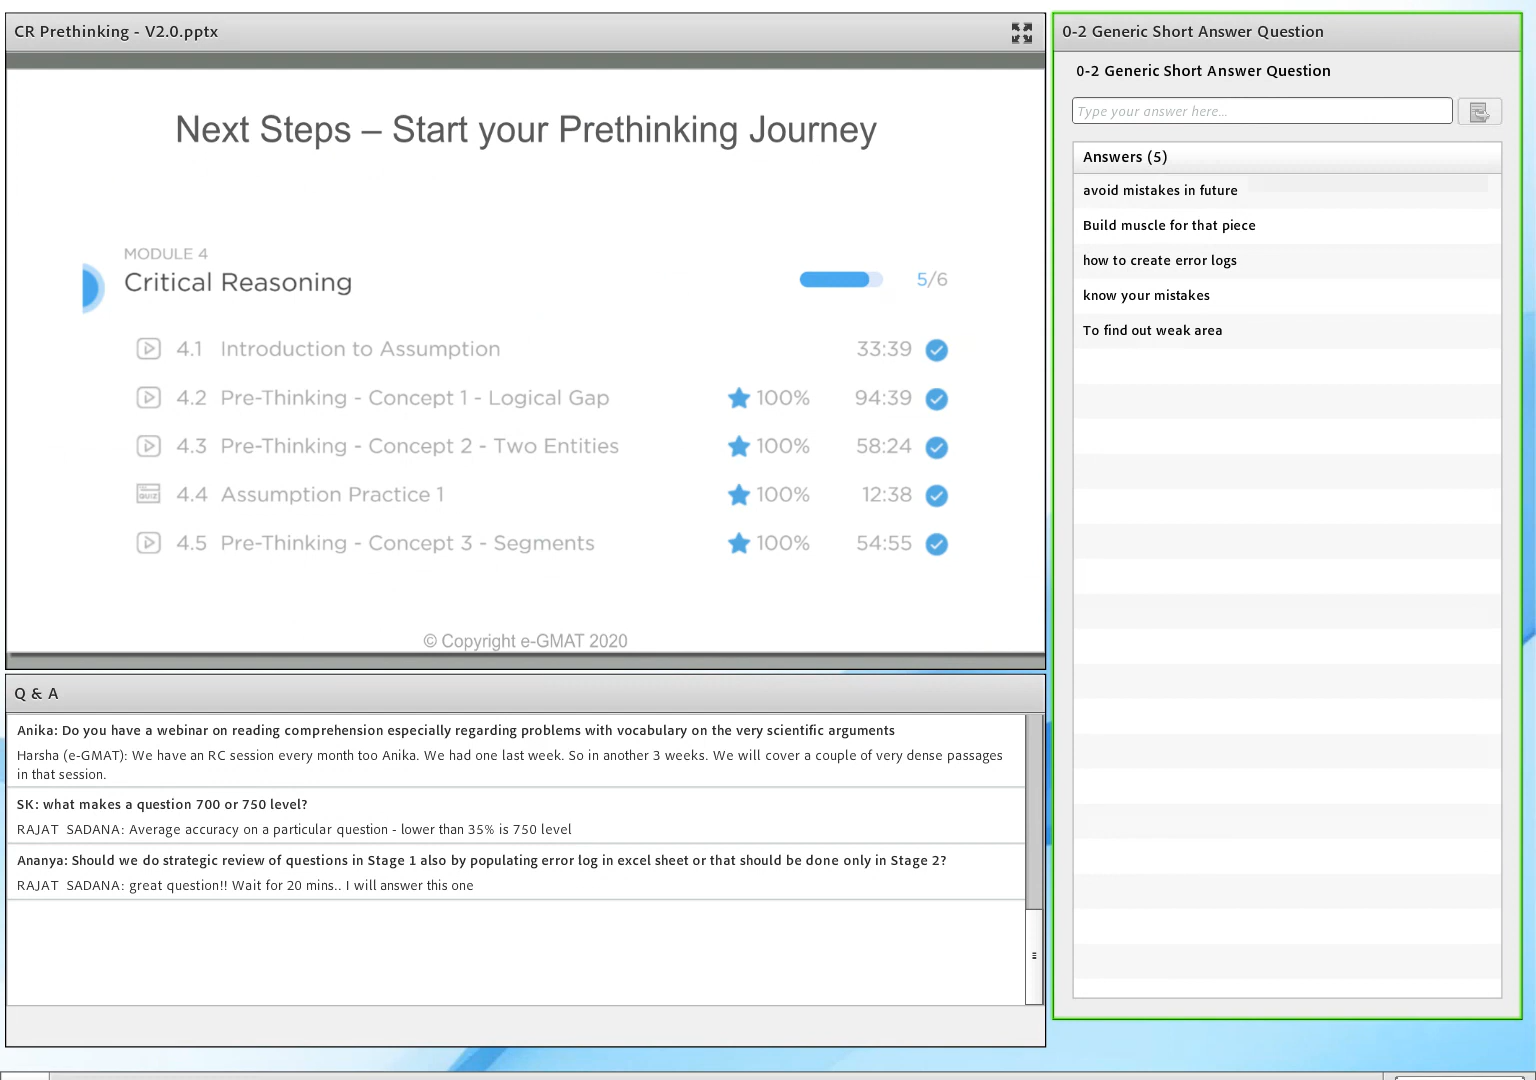 CR Prethinking - V2.0.pptx
Next Steps – Start your Prethinking Journey
MODULE 4
Critical Reasoning
5/6
4.1 Introduction to Assumption 33:39
4.2 Pre-Thinking - Concept 1 - Logical Gap 100% 94:39
4.3 Pre-Thinking - Concept 2 - Two Entities 100% 58:24
QUIZ 4.4 Assumption Practice 1 100% 12:38
4.5 Pre-Thinking - Concept 3 - Segments 100% 54:55
© Copyright e-GMAT 2020
Q & A
Anika: Do you have a webinar on reading comprehension especially regarding problems with vocabulary on the very scientific arguments
Harsha (e-GMAT): We have an RC session every month too Anika. We had one last week. So in another 3 weeks. We will cover a couple of very dense passages
in that session.
SK: what makes a question 700 or 750 level?
RAJAT SADANA: Average accuracy on a particular question - lower than 35% is 750 level
Ananya: Should we do strategic review of questions in Stage 1 also by populating error log in excel sheet or that should be done only in Stage 2?
RAJAT SADANA: great question!! Wait for 20 mins.. I will answer this one
0-2 Generic Short Answer Question
0-2 Generic Short Answer Question
Type your answer here...
Answers (5)
avoid mistakes in future
Build muscle for that piece
how to create error logs
know your mistakes
To find out weak area